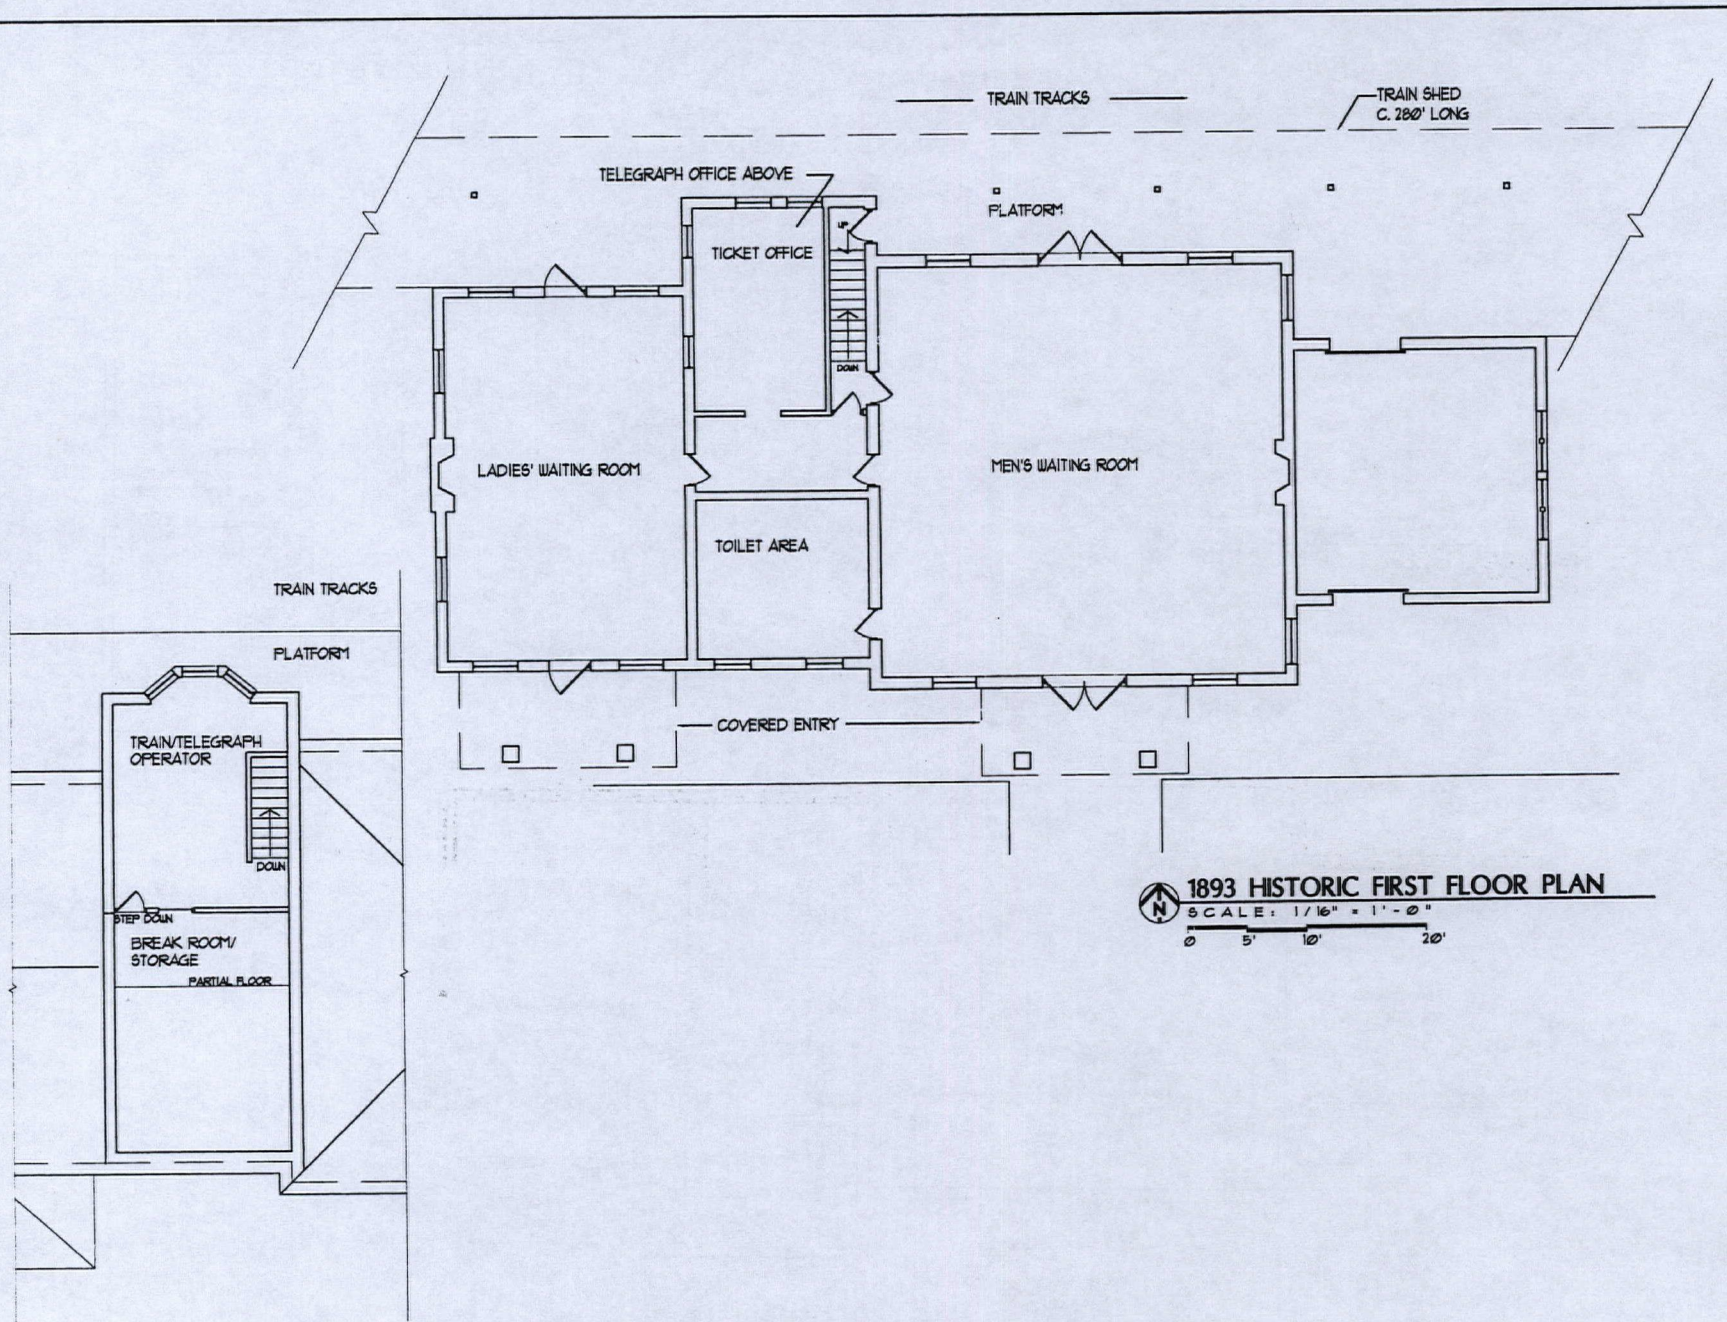 TRAIN TRACKS
TRAIN SHED
C. 280' LONG
TELEGRAPH OFFICE ABOVE
PLATFORM
UP
TICKET OFFICE
DOWN
LADIES' WAITING ROOM
MEN'S WAITING ROOM
TOILET AREA
TRAIN TRACKS
PLATFORM
COVERED ENTRY
TRAIN/TELEGRAPH
OPERATOR
DOWN
STEP DOWN
BREAK ROOM/
STORAGE
PARTIAL FLOOR
N
1893 HISTORIC FIRST FLOOR PLAN
SCALE: 1/16" = 1'-0"
0 5' 10' 20'